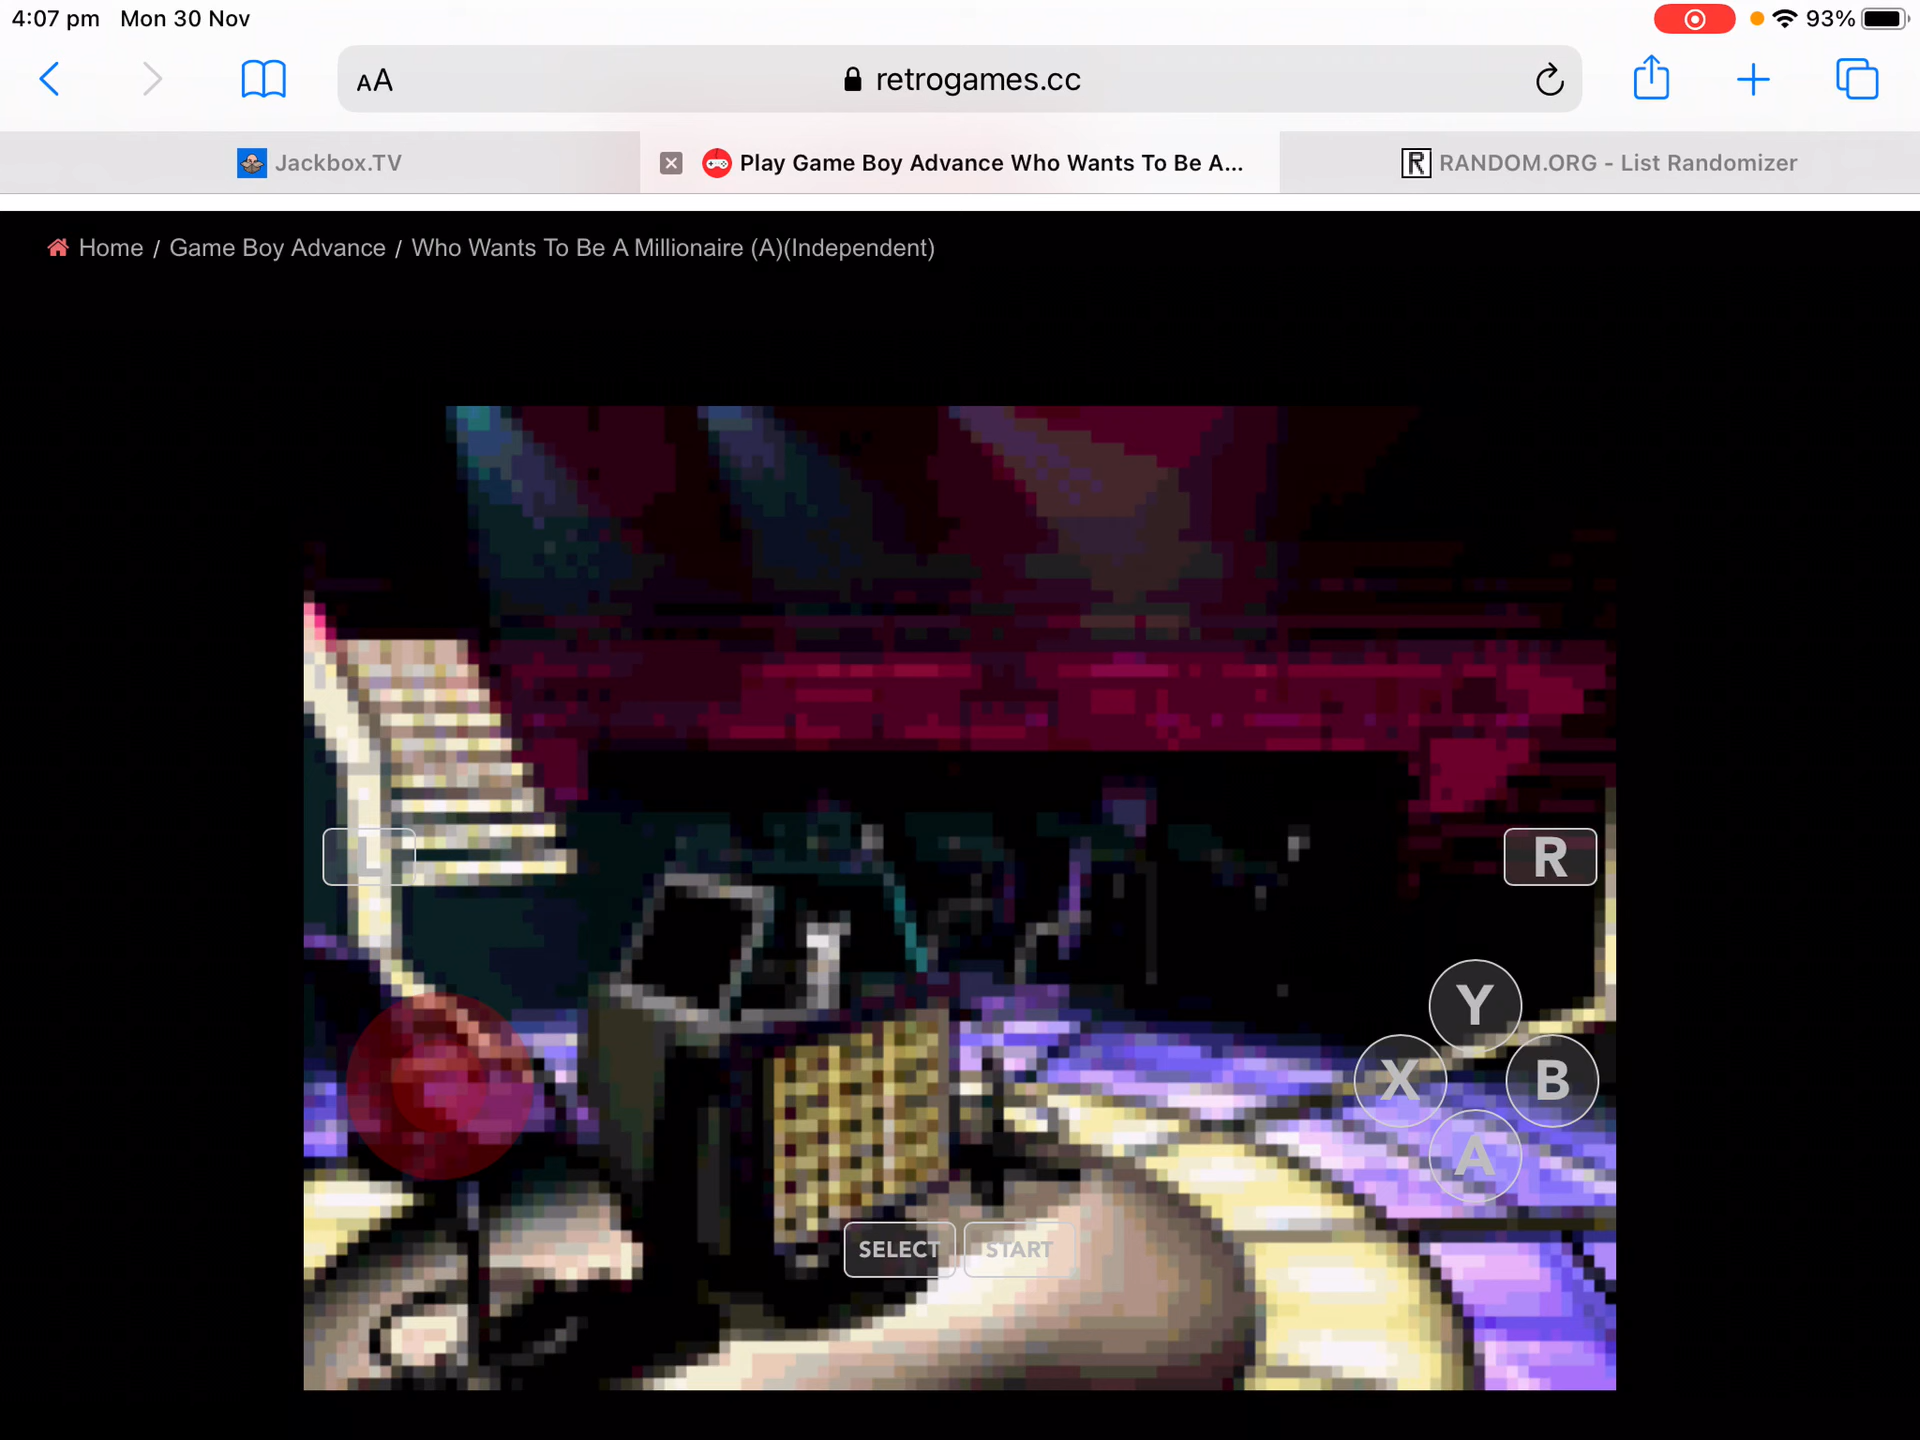 4:07 pm Mon 30 Nov 93%
AA retrogames.cc
Jackbox.TV Play Game Boy Advance Who Wants To Be A... RANDOM.ORG - List Randomizer
Home / Game Boy Advance / Who Wants To Be A Millionaire (A)(Independent)
L R
Y
X B
A
SELECT START